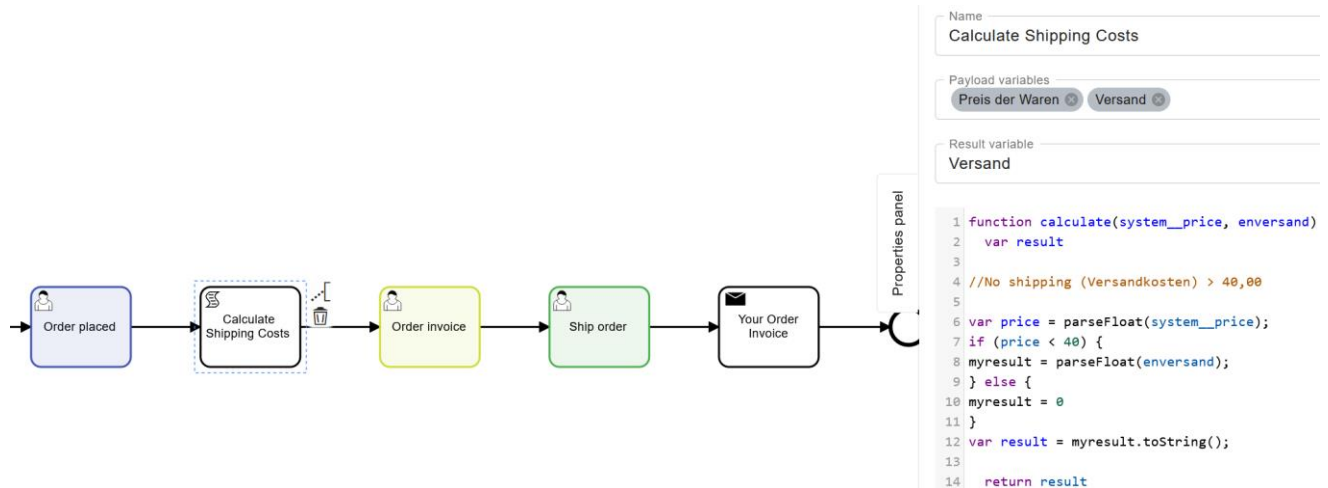 Order placed
Calculate
Shipping Costs
Order invoice
Ship order
Your Order
Invoice
Properties panel
Name
Calculate Shipping Costs
Payload variables
Preis der Waren
Versand
Result variable
Versand
1 function calculate(system__price, enversand)
2 var result
3
4 //No shipping (Versandkosten) > 40,00
5
6 var price = parseFloat(system__price);
7 if (price < 40) {
8 myresult = parseFloat(enversand);
9 } else {
10 myresult = 0
11 }
12 var result = myresult.toString();
13
14 return result